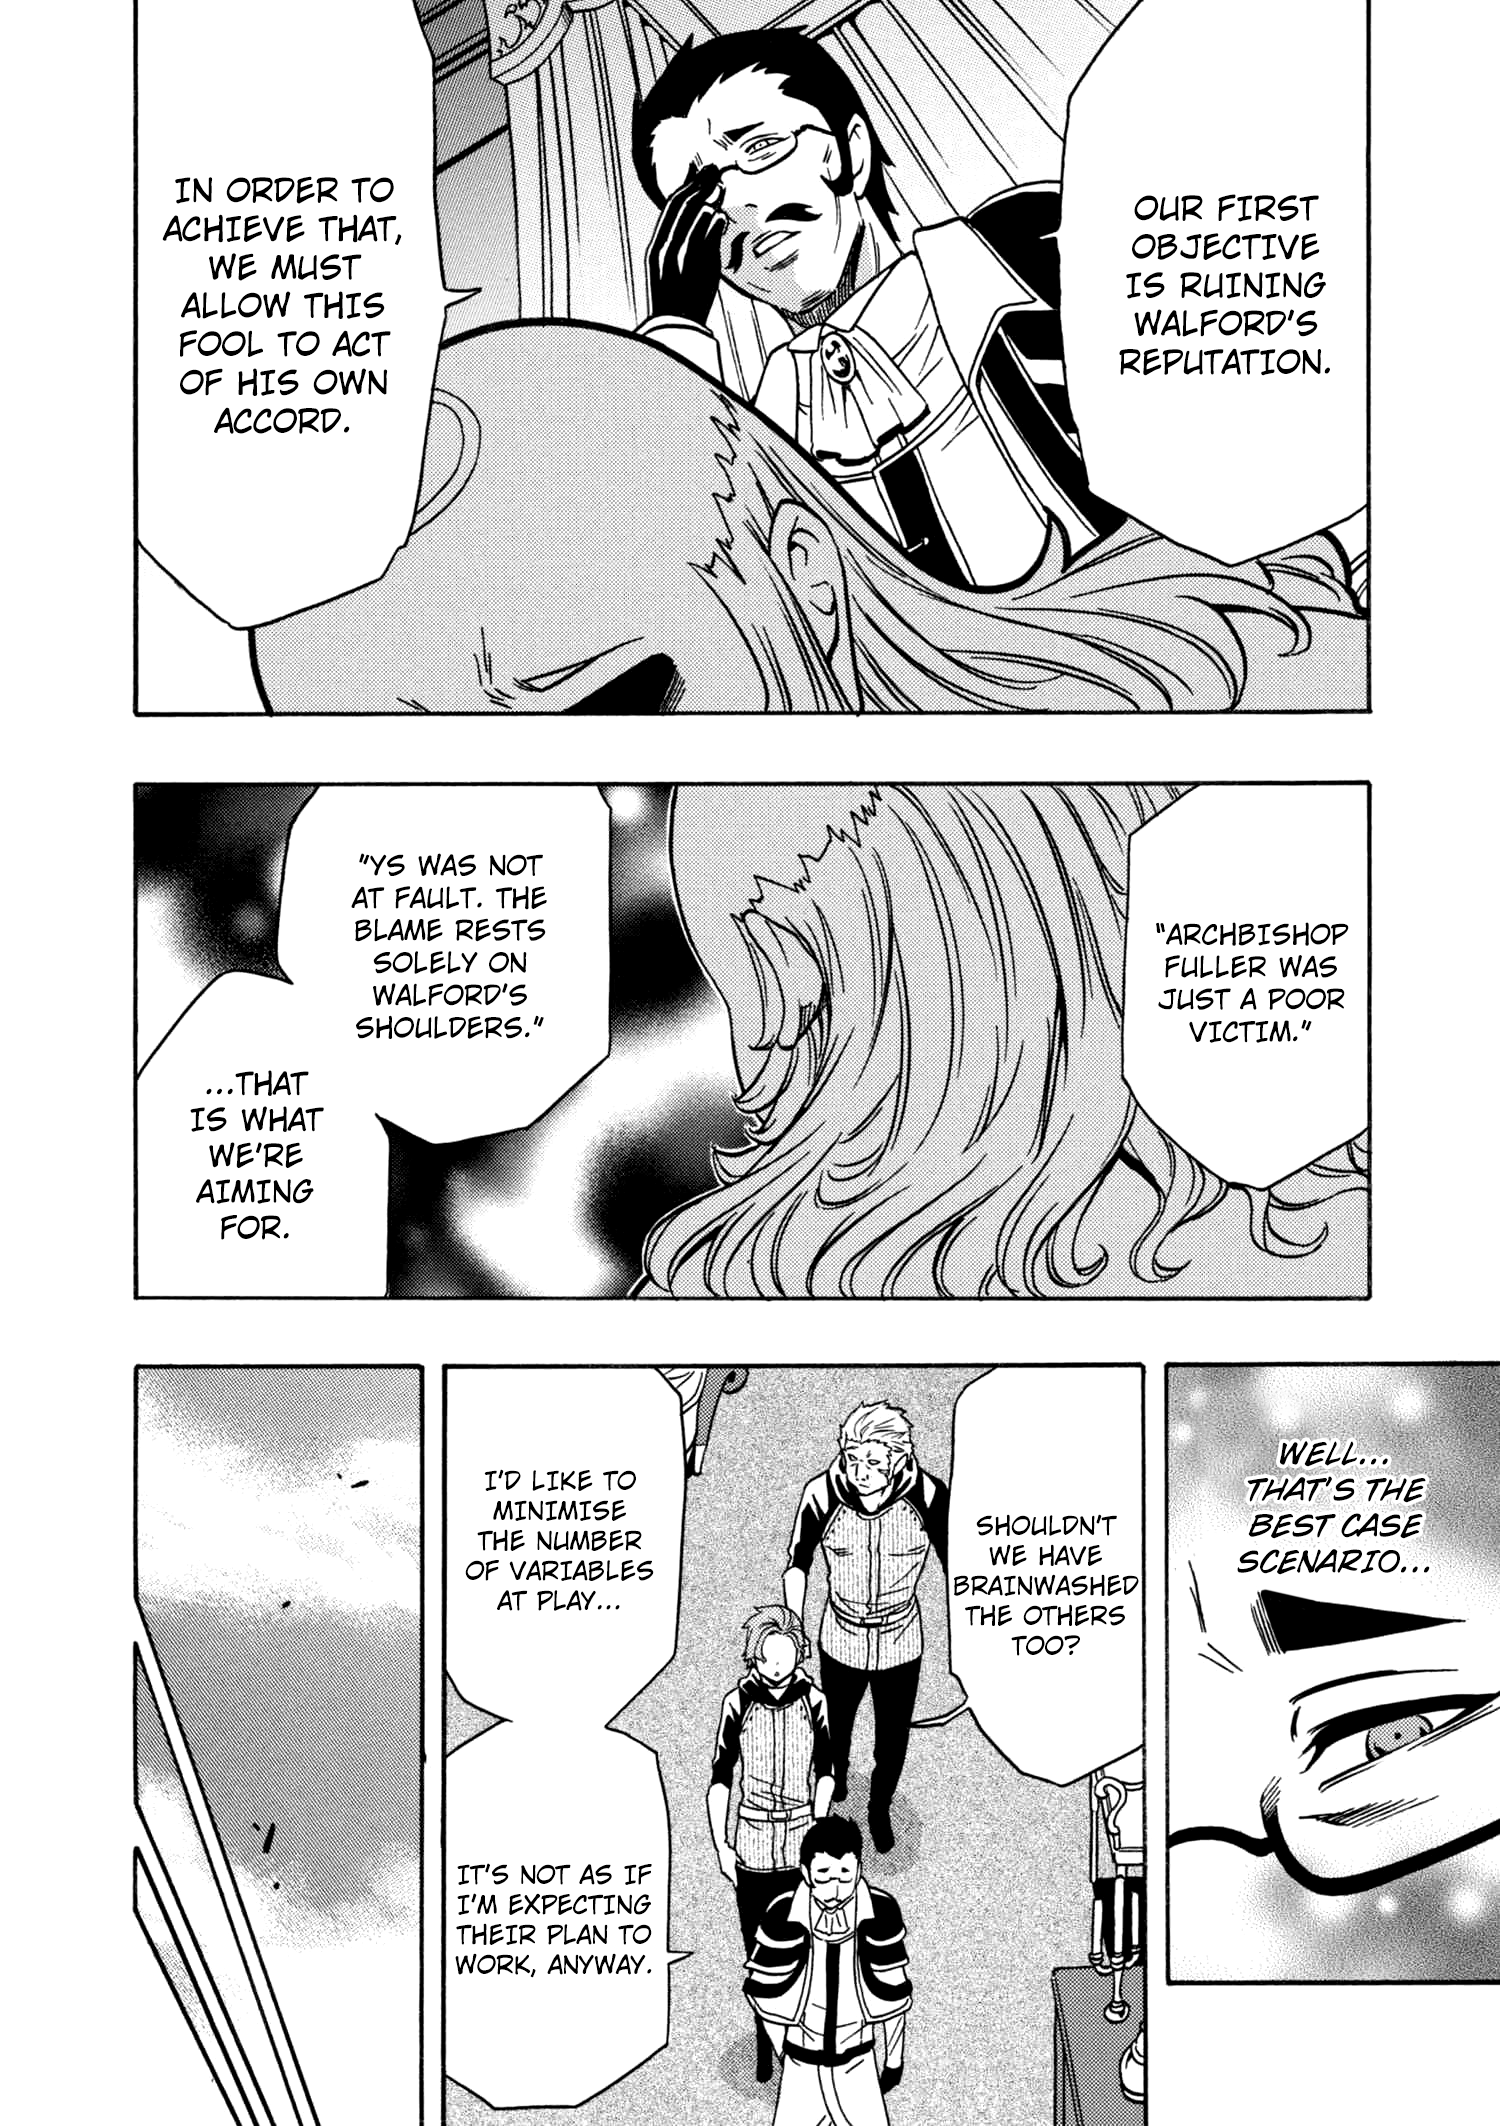 OUR FIRST
OBJECTIVE
IS RUINING
WALFORD'S
REPUTATION.
IN ORDER TO
ACHIEVE THAT,
WE MUST
ALLOW THIS
FOOL TO ACT
OF HIS OWN
ACCORD.
"ARCHBISHOP
FULLER WAS
JUST A POOR
VICTIM."
"YS WAS NOT
AT FAULT. THE
BLAME RESTS
SOLELY ON
WALFORD'S
SHOULDERS."
...THAT
IS WHAT
WE'RE
AIMING
FOR.
WELL...
THAT'S THE
BEST CASE
SCENARIO...
SHOULDN'T
WE HAVE
BRAINWASHED
THE OTHERS
TOO?
I'D LIKE TO
MINIMISE
THE NUMBER
OF VARIABLES
AT PLAY...
IT'S NOT AS IF
I'M EXPECTING
THEIR PLAN TO
WORK, ANYWAY.